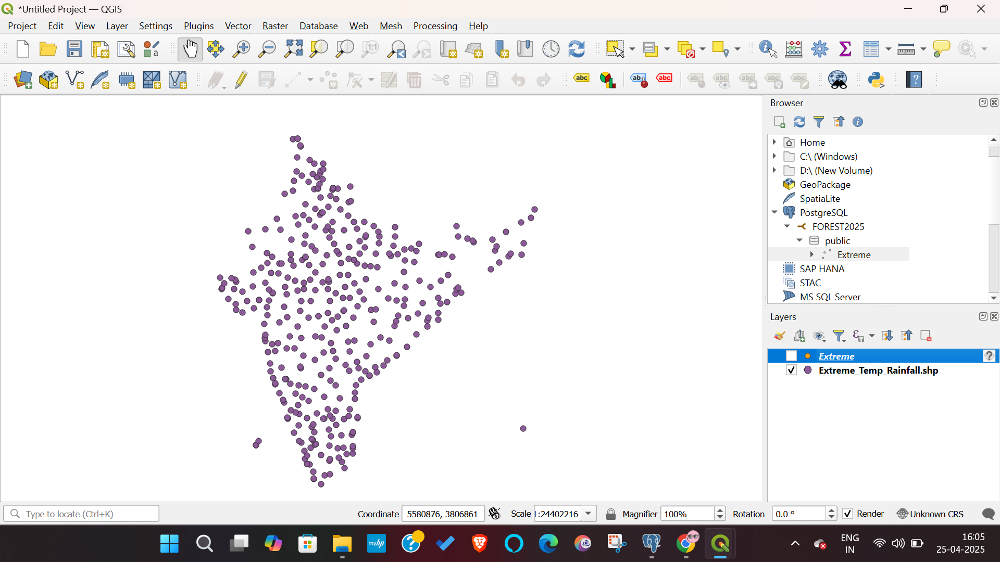 *Untitled Project — QGIS
Project Edit View Layer Settings Plugins Vector Raster Database Web Mesh Processing Help
Browser
Home
C:\ (Windows)
D:\ (New Volume)
GeoPackage
SpatiaLite
PostgreSQL
FOREST2025
public
Extreme
SAP HANA
STAC
MS SQL Server
Layers
Extreme
Extreme_Temp_Rainfall.shp
Type to locate (Ctrl+K)
Coordinate 5580876, 3806861 Scale 1:24402216 Magnifier 100% Rotation 0.0 ° Render Unknown CRS
myhp
ENG
IN
16:05
25-04-2025